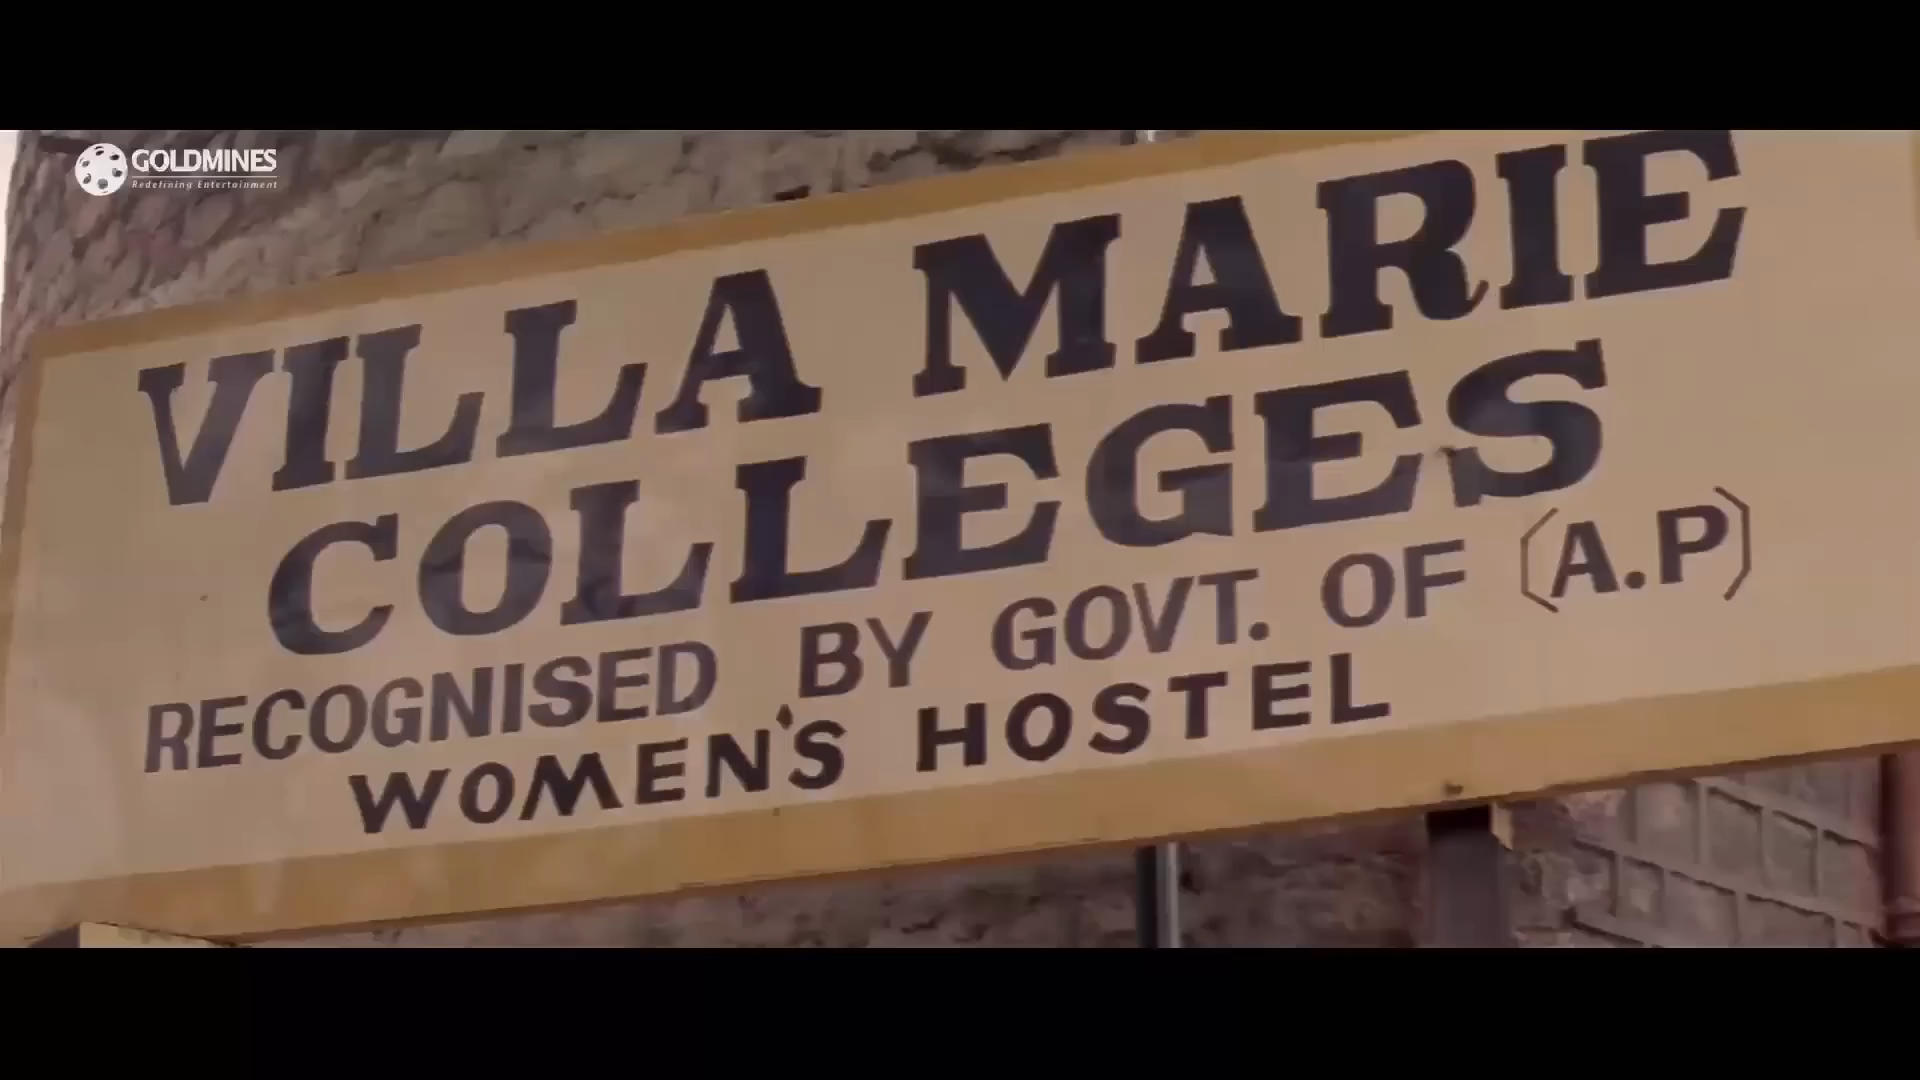 GOLDMINES
Redefining Entertainment
VILLA MARIE
COLLEGES
RECOGNISED BY GOVT. OF (A.P)
WOMEN'S HOSTEL